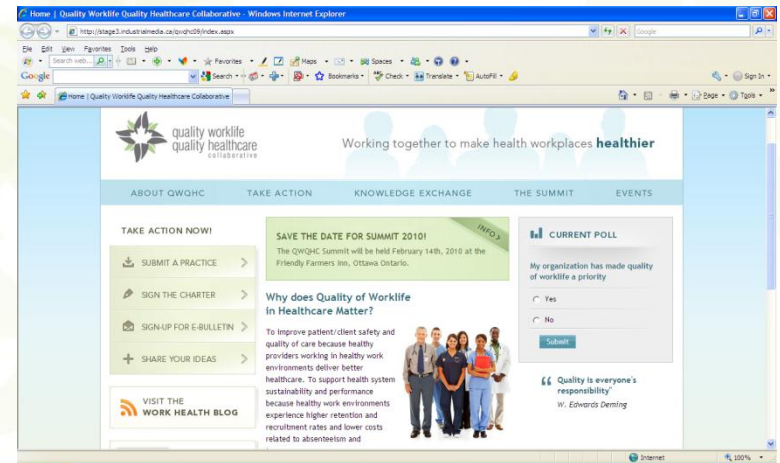 Home | Quality Worklife Quality Healthcare Collaborative - Windows Internet Explorer
http://stage3.industrialmedia.ca/qwqhc09/index.aspx
Google
File Edit View Favorites Tools Help
Search web... Favorites Maps Spaces
Google Search Bookmarks Check Translate AutoFill Sign In
Home | Quality Worklife Quality Healthcare Collaborative Page Tools
quality worklife
quality healthcare
collaborative
Working together to make health workplaces healthier
ABOUT QWQHC TAKE ACTION KNOWLEDGE EXCHANGE THE SUMMIT EVENTS
TAKE ACTION NOW!
SUBMIT A PRACTICE
SIGN THE CHARTER
SIGN-UP FOR E-BULLETIN
SHARE YOUR IDEAS
VISIT THE
WORK HEALTH BLOG
SAVE THE DATE FOR SUMMIT 2010!
INFO
The QWQHC Summit will be held February 14th, 2010 at the
Friendly Farmers Inn, Ottawa Ontario.
Why does Quality of Worklife
in Healthcare Matter?
To improve patient/client safety and
quality of care because healthy
providers working in healthy work
environments deliver better
healthcare. To support health system
sustainability and performance
because healthy work environments
experience higher retention and
recruitment rates and lower costs
related to absenteeism and
CURRENT POLL
My organization has made quality
of worklife a priority
Yes
No
Submit
“ Quality is everyone's
responsibility"
W. Edwards Deming
Internet 100%